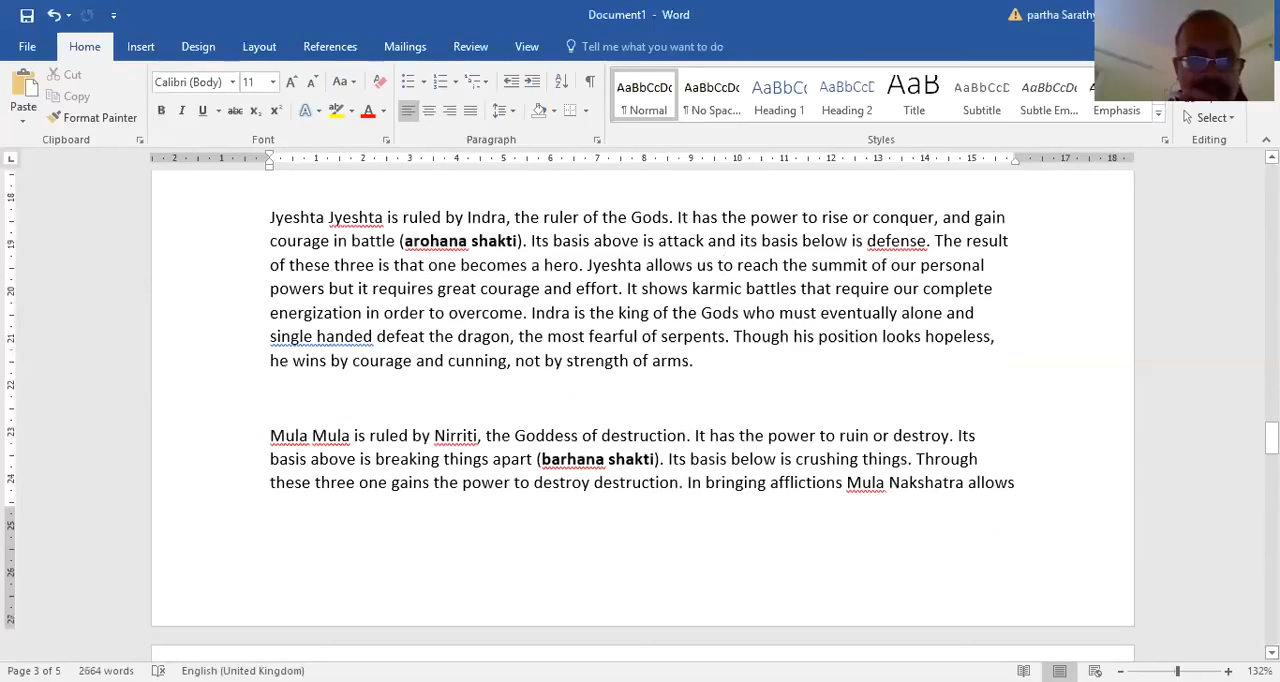 Document1 - Word
partha Sarathy
File Home Insert Design Layout References Mailings Review View Tell me what you want to do
Paste
Cut
Copy
Format Painter
Clipboard
Calibri (Body) 11
Font
Paragraph
AaBbCcDc AaBbCcDc AaBbC( AaBbCcD AaB AaBbCcD AaBbCcDc
¶ Normal ¶ No Spac... Heading 1 Heading 2 Title Subtitle Subtle Em... Emphasis
Styles
Select
Editing
Jyeshta Jyeshta is ruled by Indra, the ruler of the Gods. It has the power to rise or conquer, and gain
courage in battle (arohana shakti). Its basis above is attack and its basis below is defense. The result
of these three is that one becomes a hero. Jyeshta allows us to reach the summit of our personal
powers but it requires great courage and effort. It shows karmic battles that require our complete
energization in order to overcome. Indra is the king of the Gods who must eventually alone and
single handed defeat the dragon, the most fearful of serpents. Though his position looks hopeless,
he wins by courage and cunning, not by strength of arms.
Mula Mula is ruled by Nirriti, the Goddess of destruction. It has the power to ruin or destroy. Its
basis above is breaking things apart (barhana shakti). Its basis below is crushing things. Through
these three one gains the power to destroy destruction. In bringing afflictions Mula Nakshatra allows
Page 3 of 5 2664 words English (United Kingdom) 132%